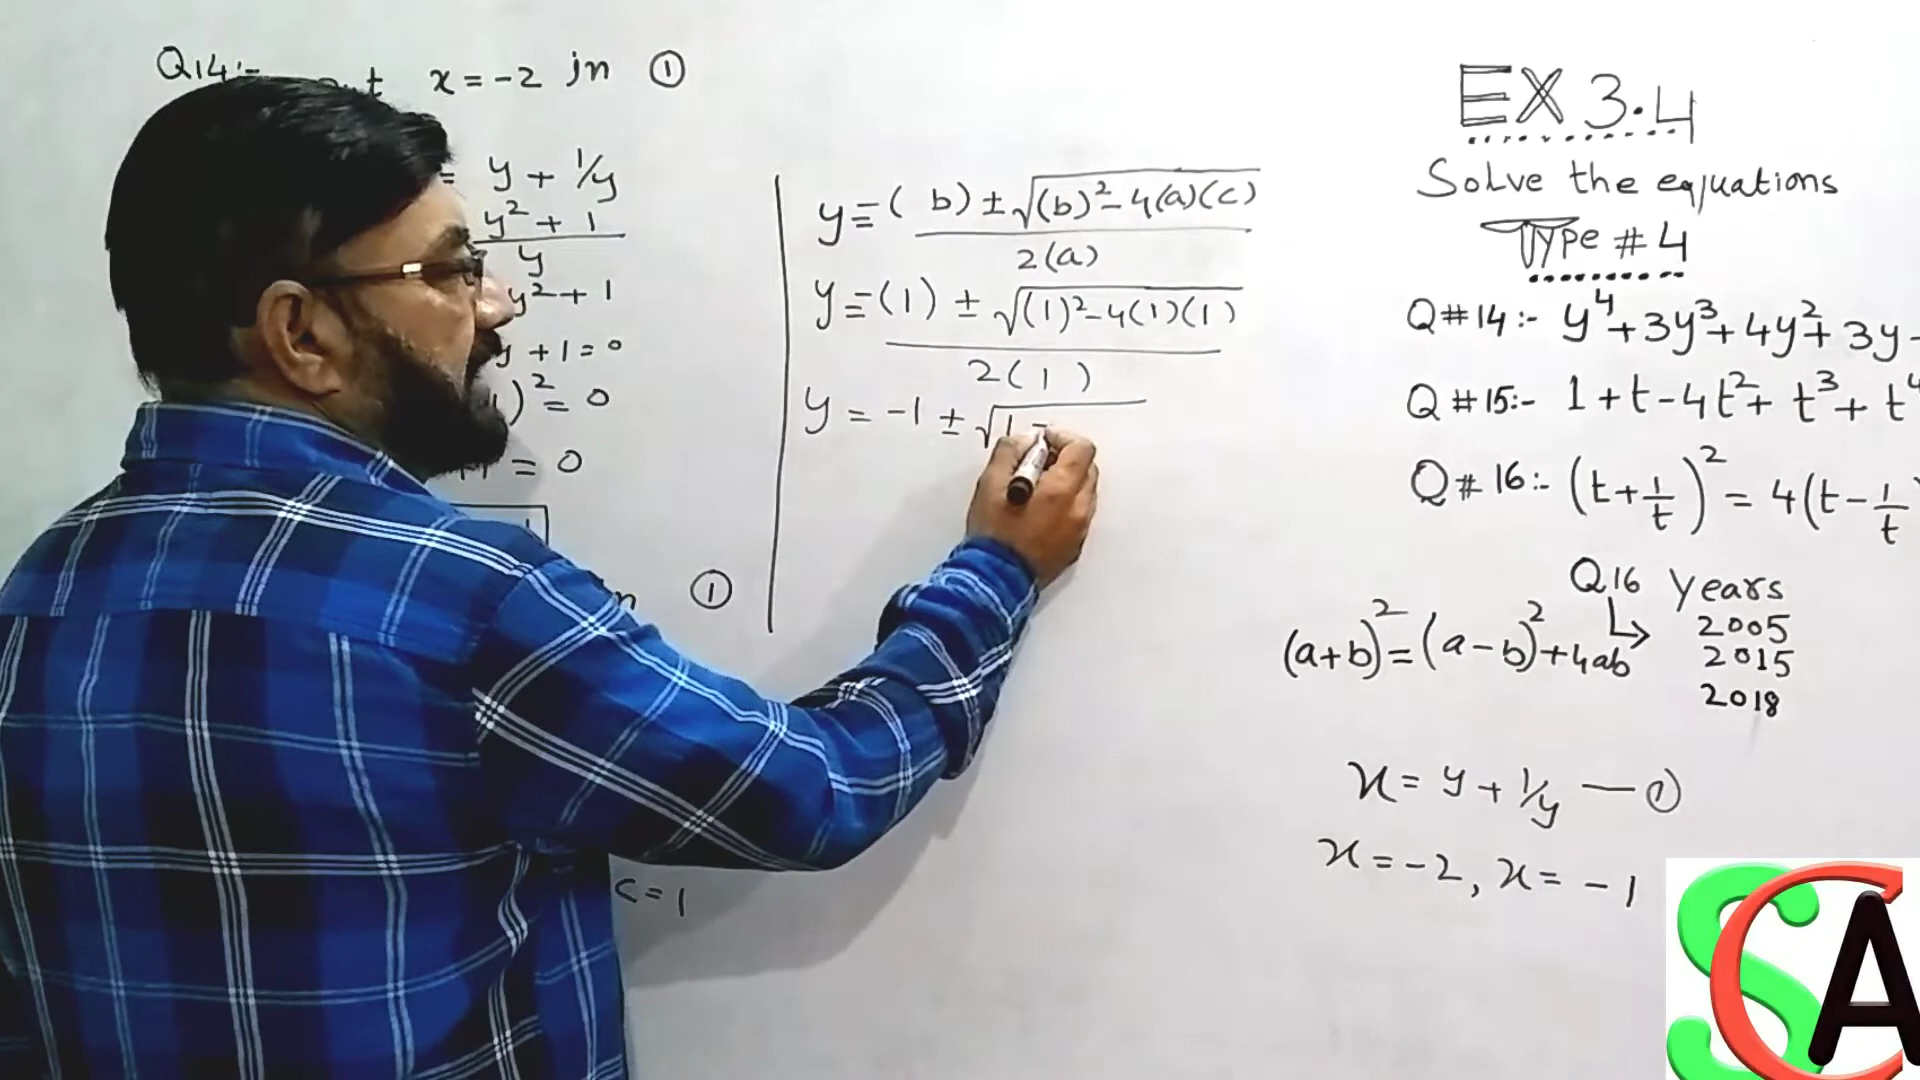 Q14:- x = -2 in ①
= y + 1/y
y² + 1
y
y² + 1
y + 1 = 0
)² = 0
= 0
①
c = 1
y = -(b) ± √(b)² - 4(a)(c)
2(a)
y = -(1) ± √(1)² - 4(1)(1)
2(1)
y = -1 ± √1 -
EX 3.4
Solve the equations
Type # 4
Q#14:- y⁴ + 3y³ + 4y² + 3y
Q#15:- 1 + t - 4t² + t³ + t⁴
Q#16:- (t + 1/t)² = 4(t - 1/t
Q16 Years
2005
2015
2018
(a+b)² = (a-b)² + 4ab
x = y + 1/y — ①
x = -2, x = -1
SCA